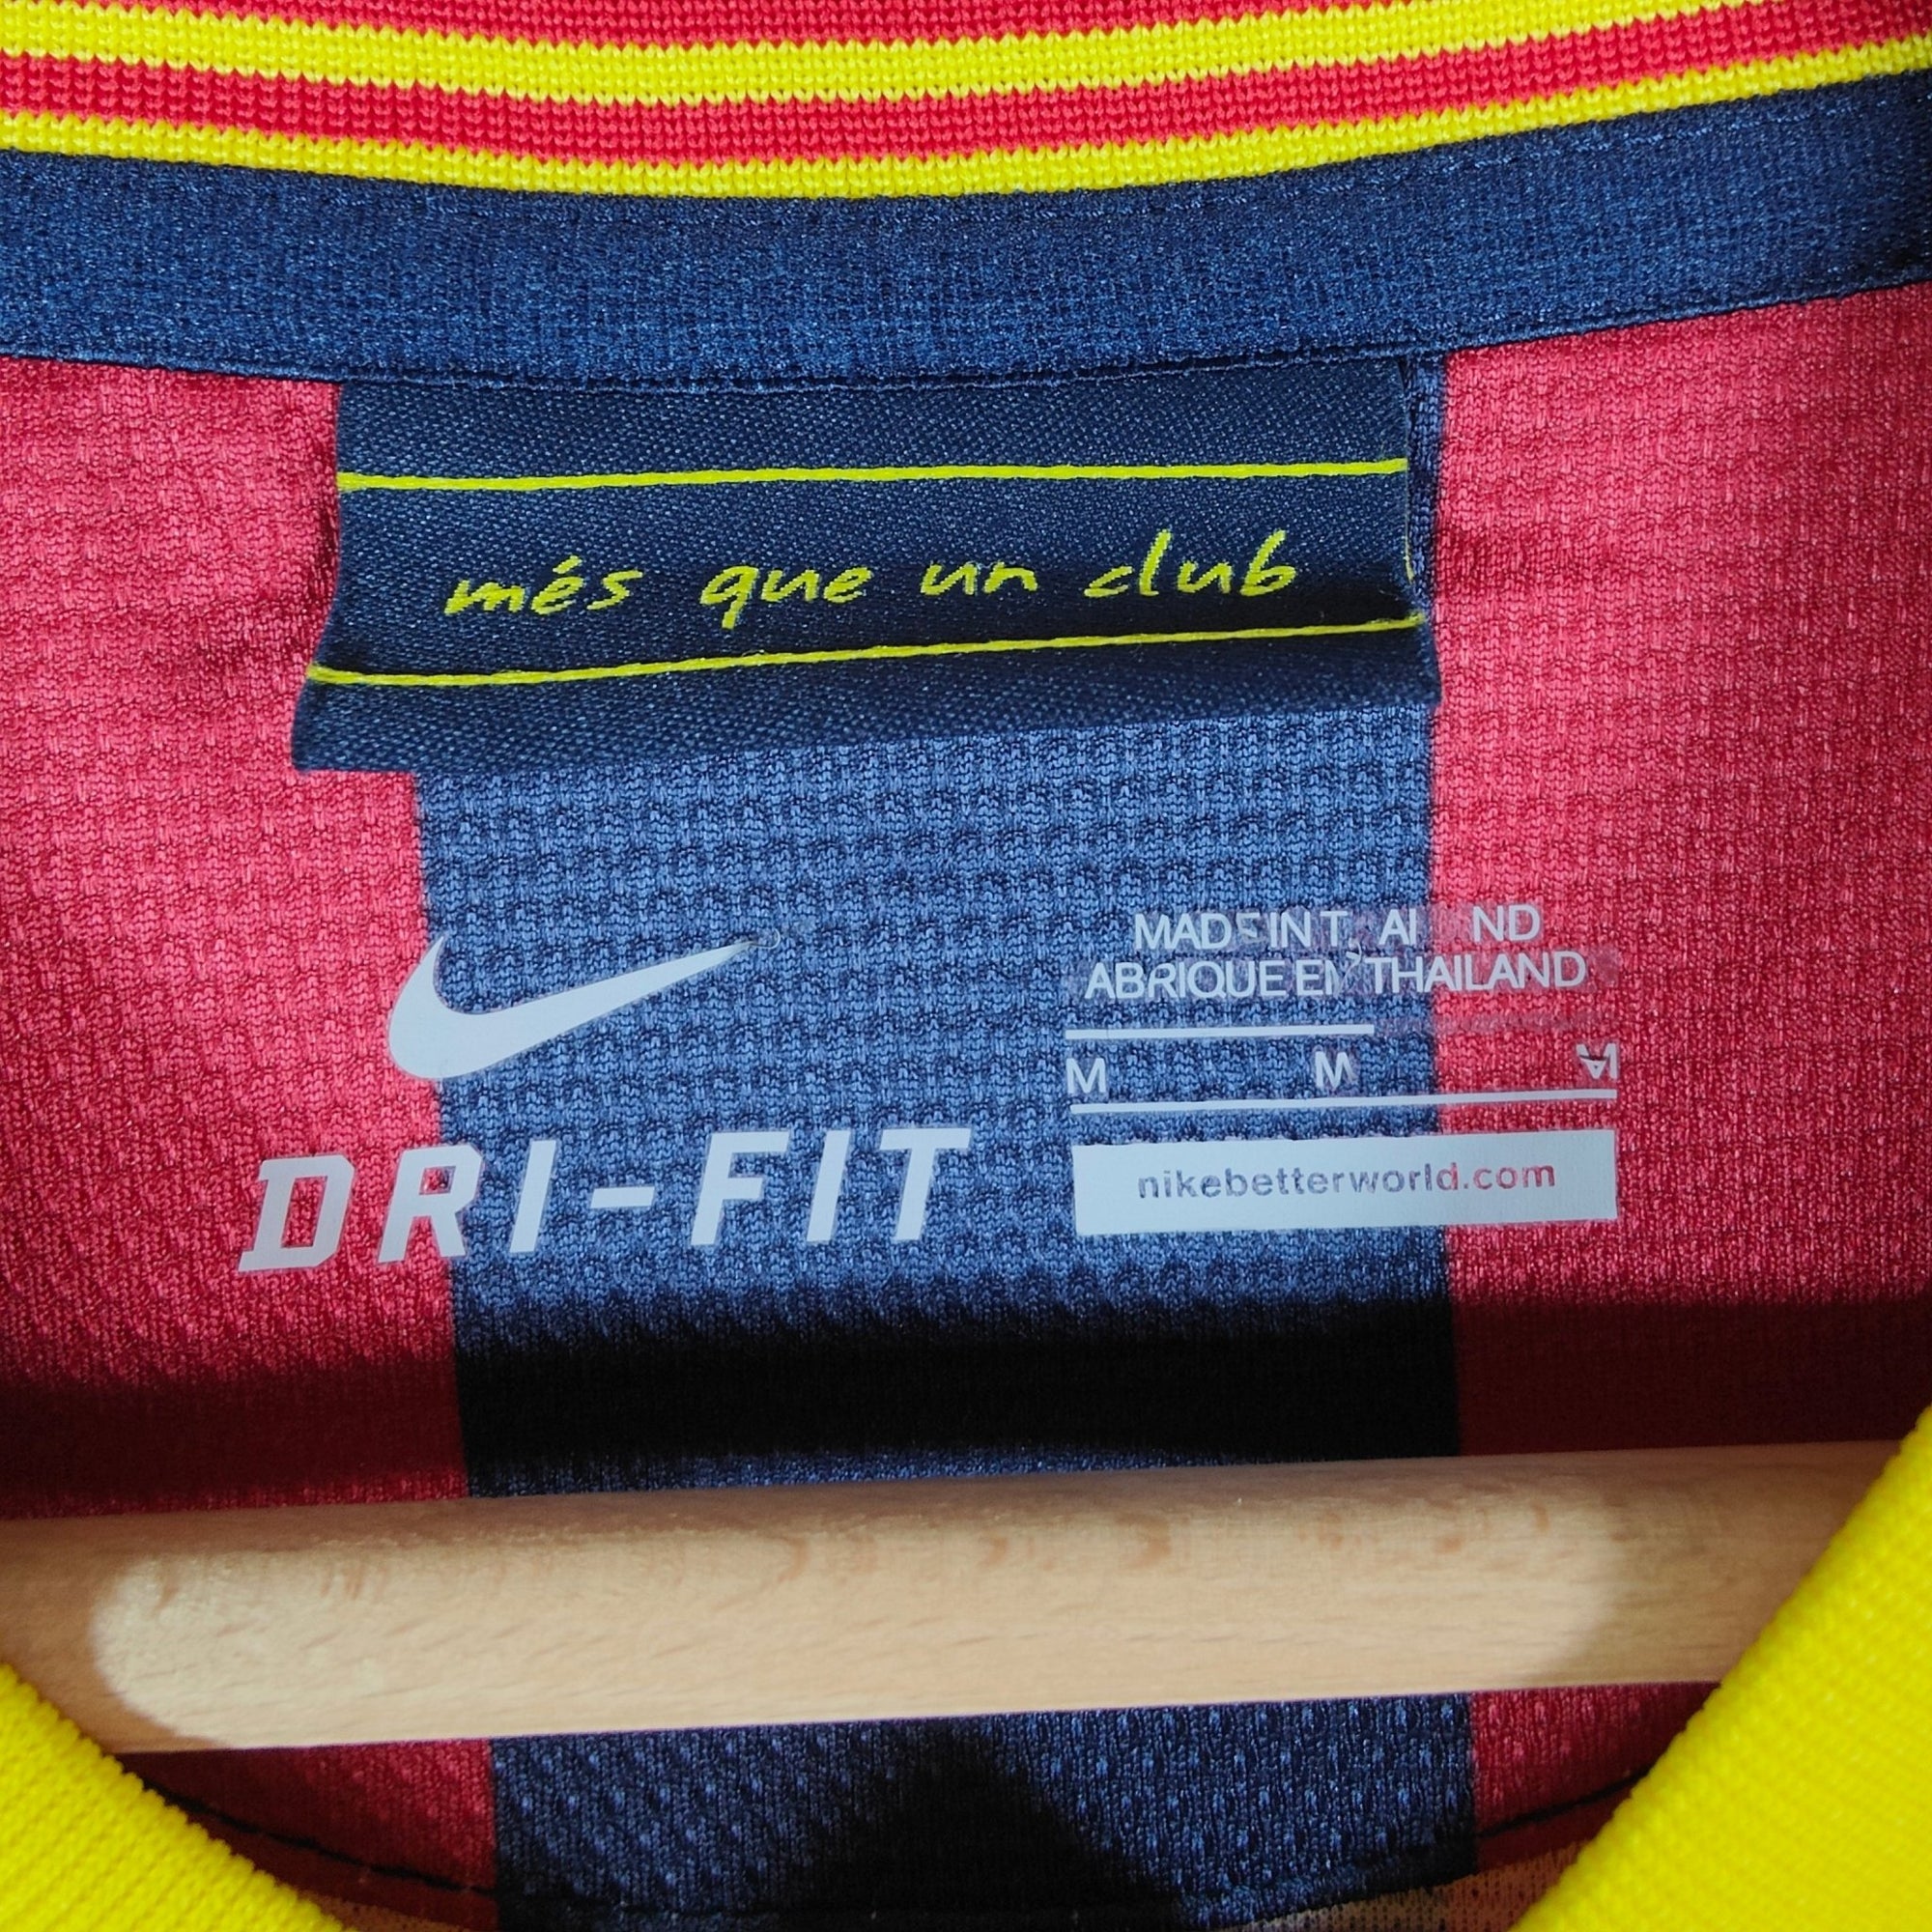 més que un club
MADE IN T AI ND
ABRIQUE EN THAILAND
M M
DRI-FIT
nikebetterworld.com